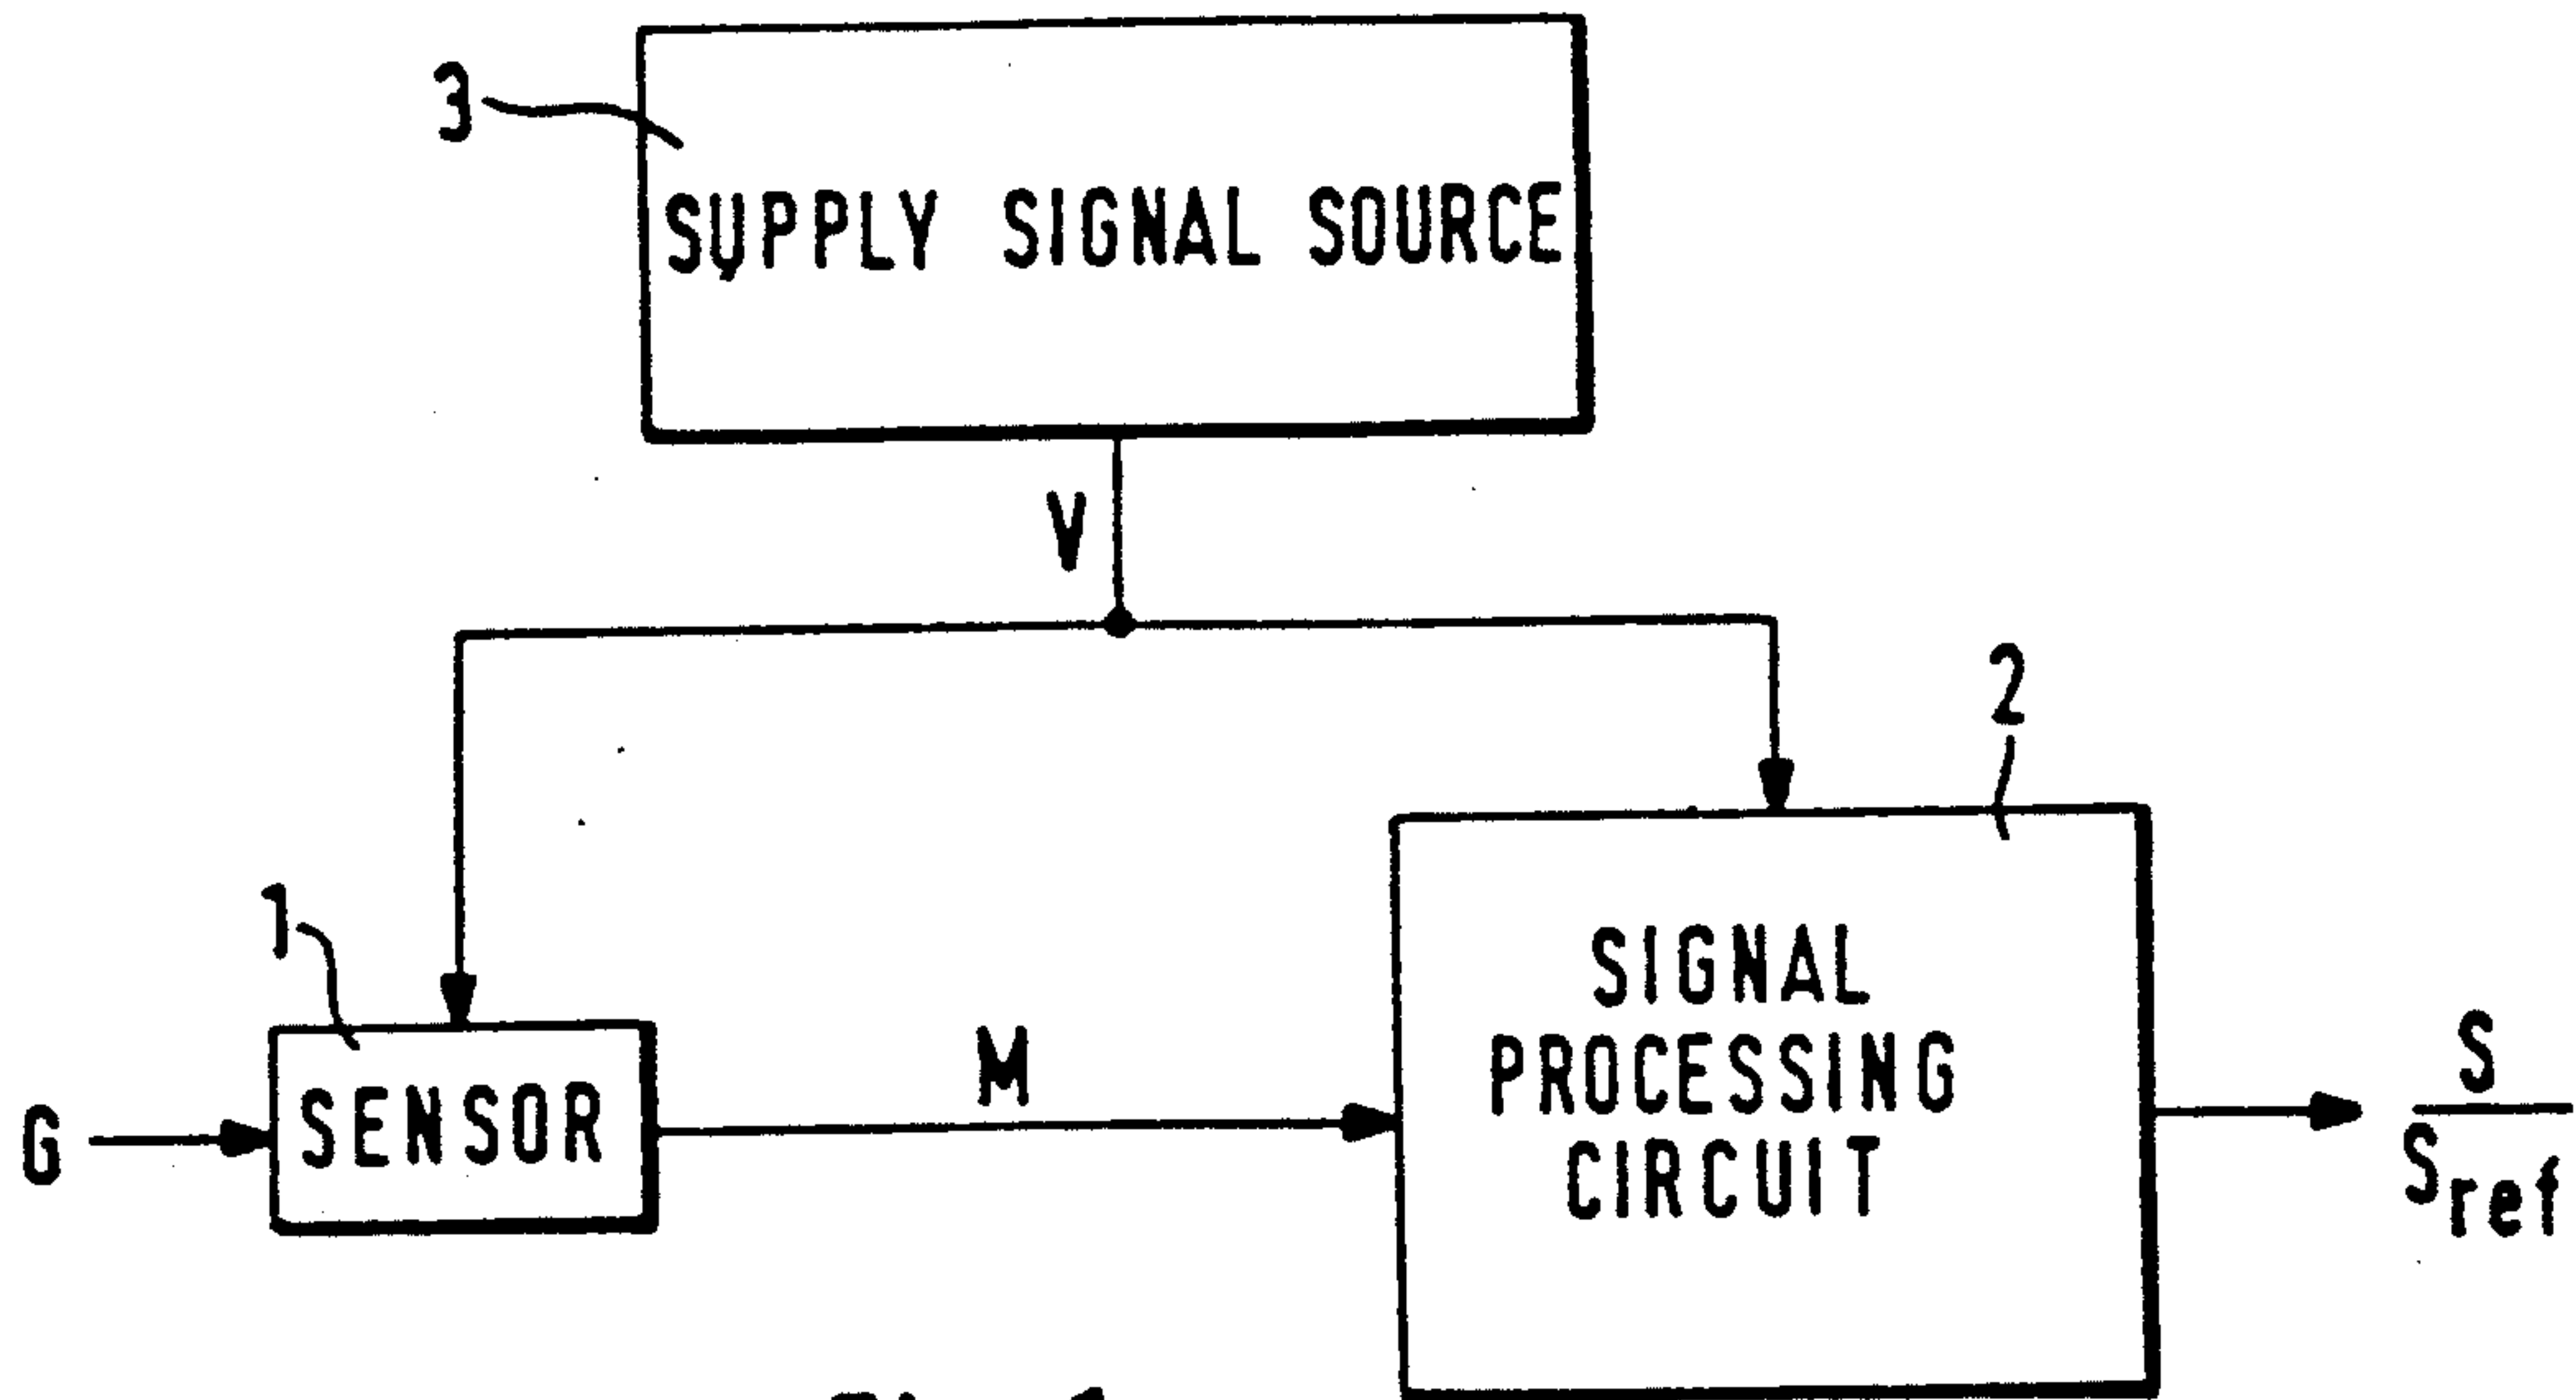 3
SUPPLY SIGNAL SOURCE
V
2
1
SIGNAL
PROCESSING
CIRCUIT
G
SENSOR
M
S
Sref